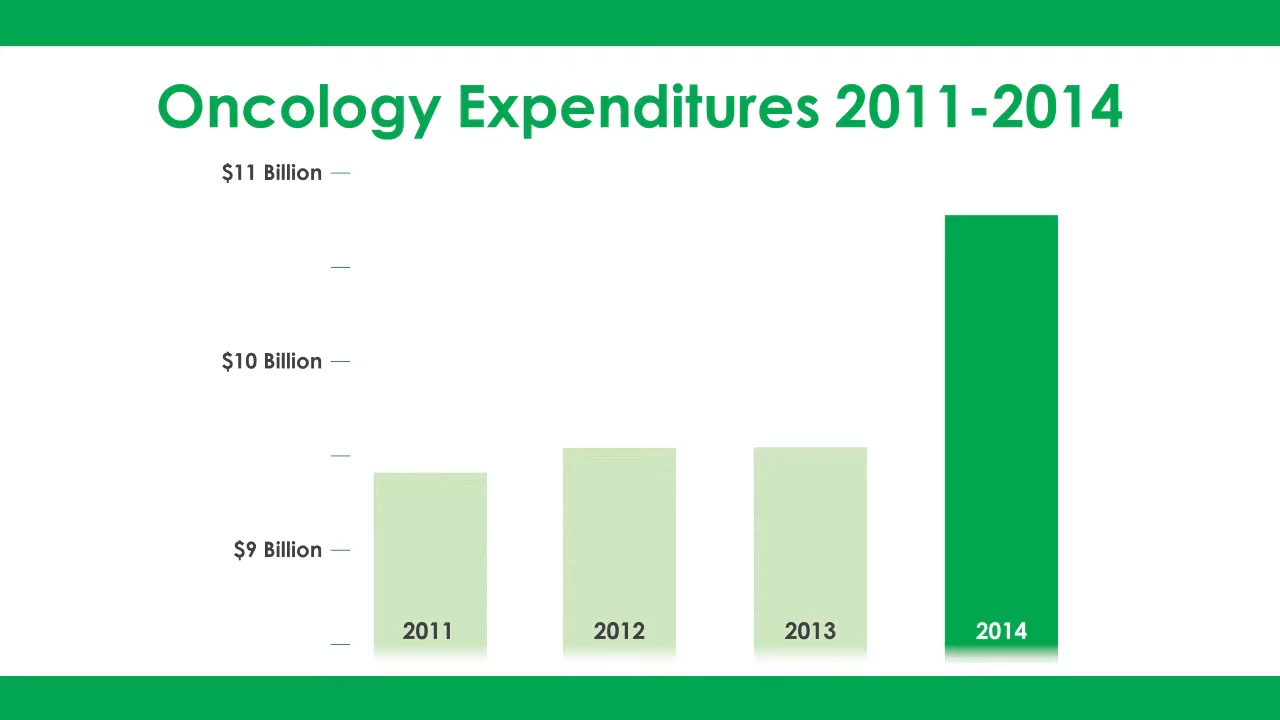 Oncology Expenditures 2011-2014
$11 Billion
$10 Billion
$9 Billion
2011
2012
2013
2014